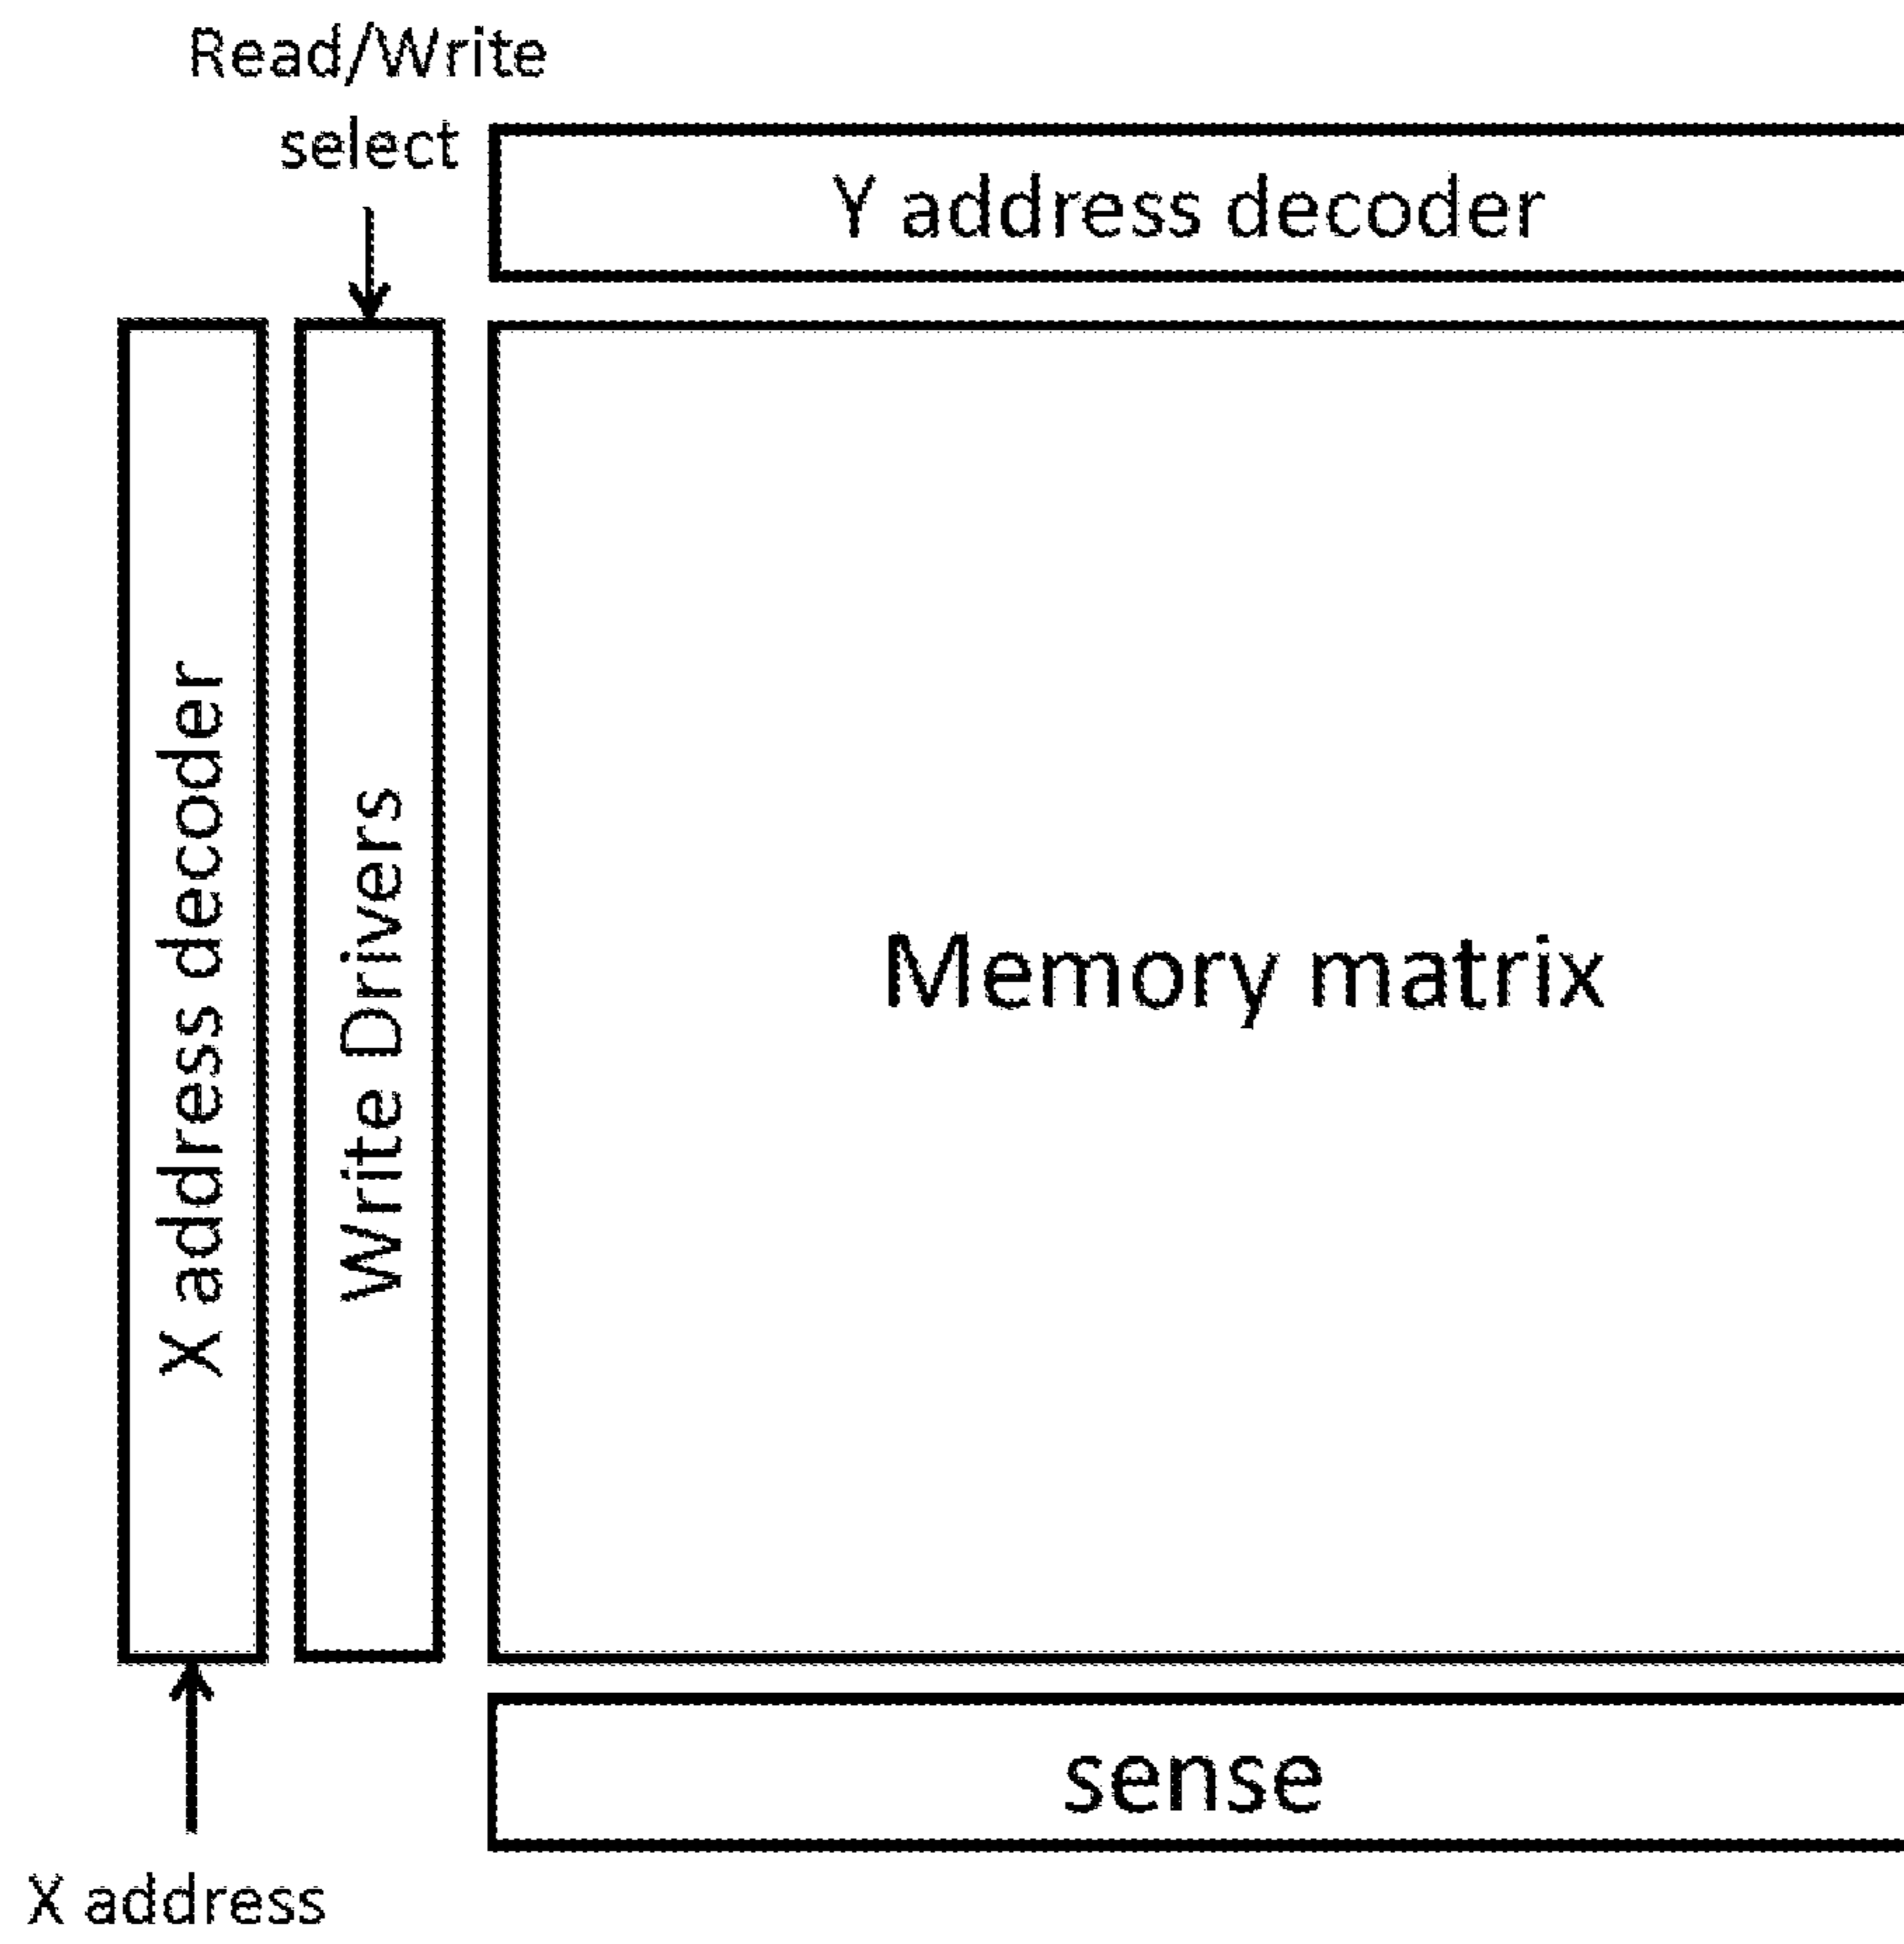 Read/Write
select
Y address decoder
X address decoder
Write Drivers
Memory matrix
sense
X address